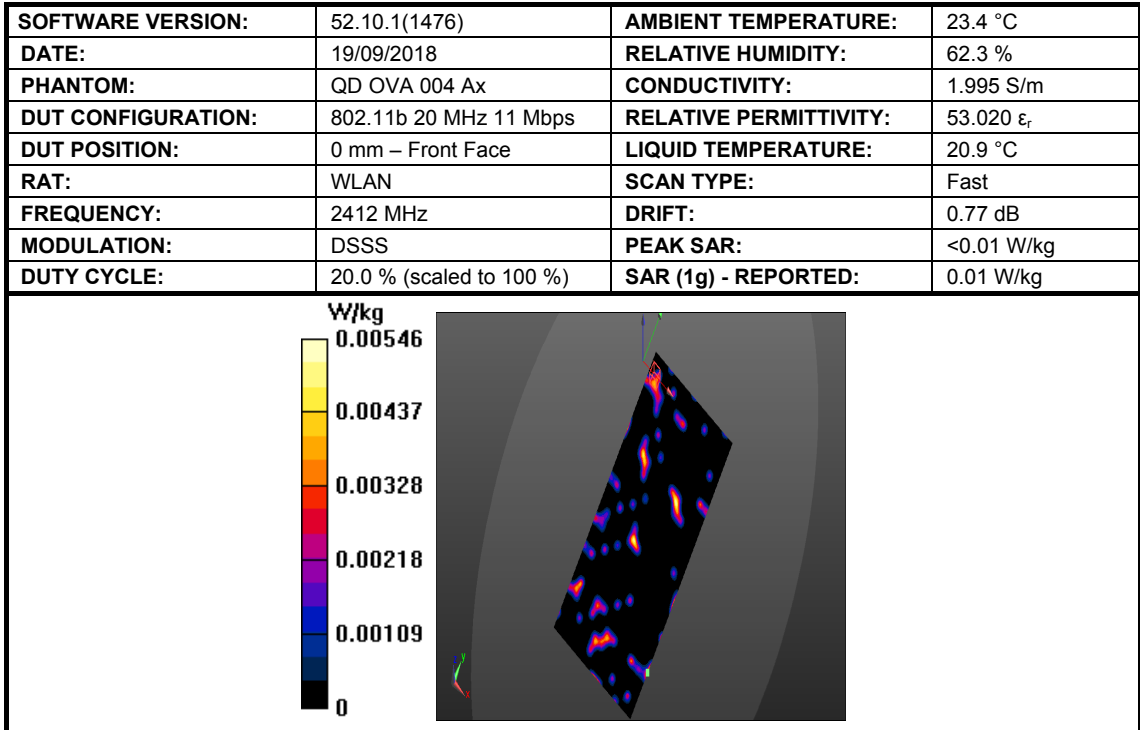 SOFTWARE VERSION: 52.10.1(1476) AMBIENT TEMPERATURE: 23.4 °C
DATE: 19/09/2018 RELATIVE HUMIDITY: 62.3 %
PHANTOM: QD OVA 004 Ax CONDUCTIVITY: 1.995 S/m
DUT CONFIGURATION: 802.11b 20 MHz 11 Mbps RELATIVE PERMITTIVITY: 53.020 εr
DUT POSITION: 0 mm – Front Face LIQUID TEMPERATURE: 20.9 °C
RAT: WLAN SCAN TYPE: Fast
FREQUENCY: 2412 MHz DRIFT: 0.77 dB
MODULATION: DSSS PEAK SAR: <0.01 W/kg
DUTY CYCLE: 20.0 % (scaled to 100 %) SAR (1g) - REPORTED: 0.01 W/kg
W/kg
0.00546
0.00437
0.00328
0.00218
0.00109
0
y
x